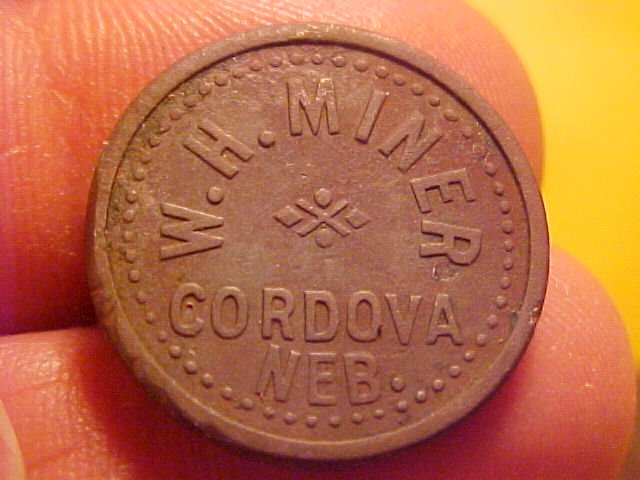 W. H. MINER
CORDOVA
NEB.